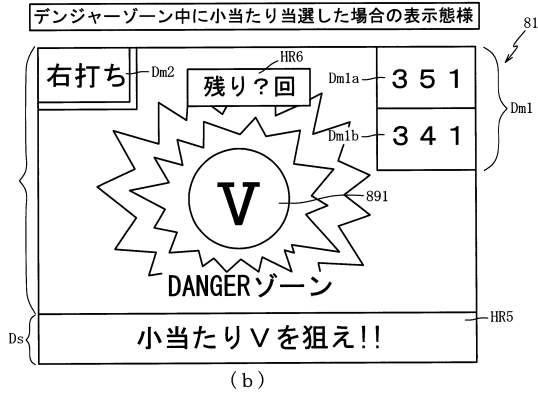 デンジャーゾーン中に小当たり当選した場合の表示態様
81
右打ち
Dm2
HR6
残り?回
Dm1a
351
Dm1
Dm1b
341
V
891
DANGERゾーン
HR5
Ds
小当たりVを狙え!!
(b)